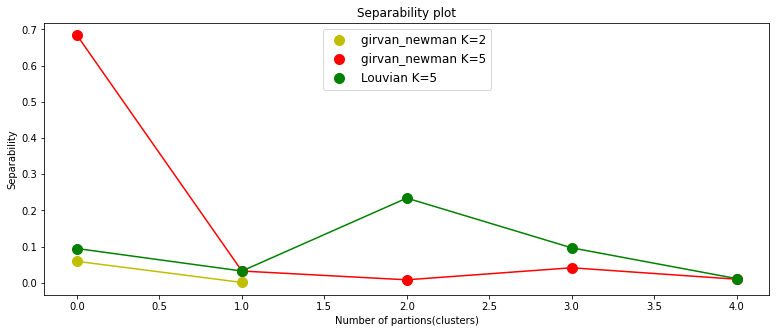 Separability plot
girvan_newman K=2
girvan_newman K=5
Louvian K=5
Separability
0.7
0.6
0.5
0.4
0.3
0.2
0.1
0.0
0.0 0.5 1.0 1.5 2.0 2.5 3.0 3.5 4.0
Number of partions(clusters)